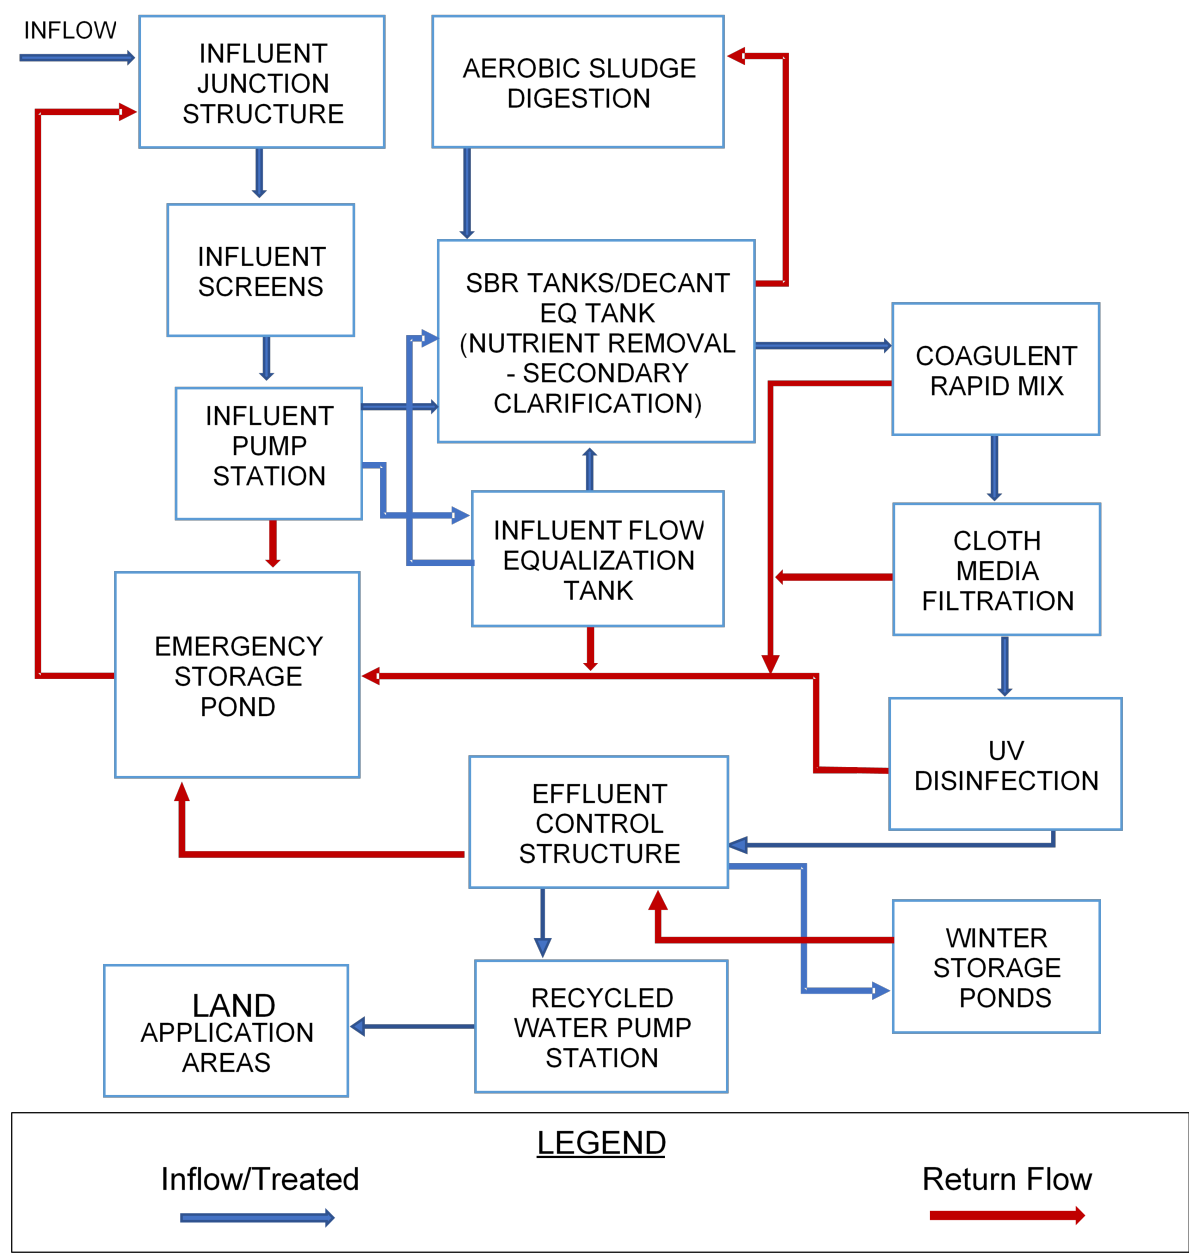 INFLOW
INFLUENT
JUNCTION
STRUCTURE
AEROBIC SLUDGE
DIGESTION
INFLUENT
SCREENS
SBR TANKS/DECANT
EQ TANK
(NUTRIENT REMOVAL
- SECONDARY
CLARIFICATION)
COAGULENT
RAPID MIX
INFLUENT
PUMP
STATION
INFLUENT FLOW
EQUALIZATION
TANK
CLOTH
MEDIA
FILTRATION
EMERGENCY
STORAGE
POND
UV
DISINFECTION
EFFLUENT
CONTROL
STRUCTURE
WINTER
STORAGE
PONDS
RECYCLED
WATER PUMP
STATION
LAND
APPLICATION
AREAS
LEGEND
Inflow/Treated
Return Flow